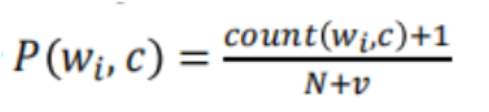 P(wᵢ, c) = count(wᵢ,c)+1 / N+v